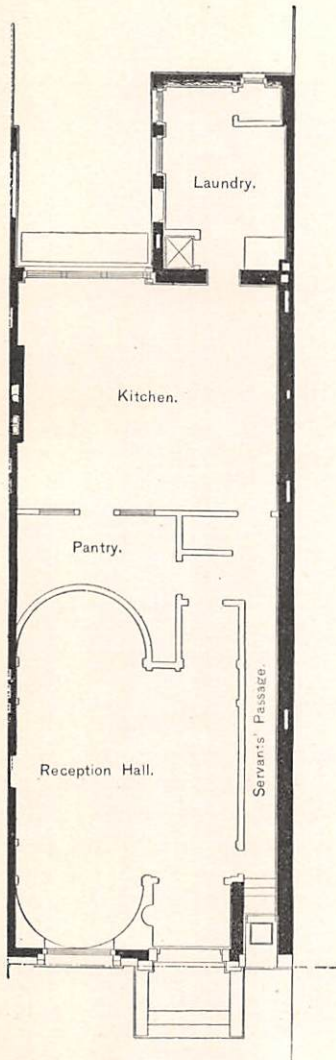 Laundry.
Kitchen.
Pantry.
Reception Hall.
Servants' Passage.